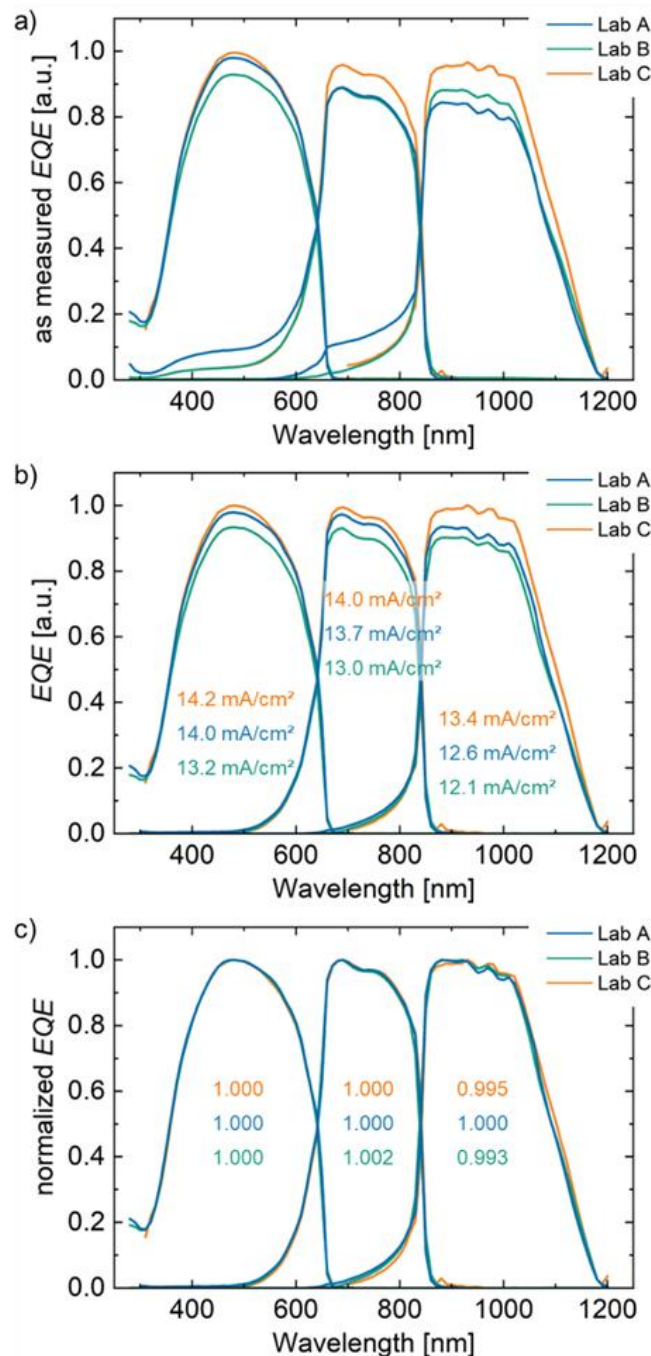 a)
Lab A
Lab B
Lab C
as measured EQE [a.u.]
1.0
0.8
0.6
0.4
0.2
0.0
400 600 800 1000 1200
Wavelength [nm]
b)
Lab A
Lab B
Lab C
EQE [a.u.]
1.0
0.8
0.6
0.4
0.2
0.0
14.2 mA/cm²
14.0 mA/cm²
13.2 mA/cm²
14.0 mA/cm²
13.7 mA/cm²
13.0 mA/cm²
13.4 mA/cm²
12.6 mA/cm²
12.1 mA/cm²
400 600 800 1000 1200
Wavelength [nm]
c)
Lab A
Lab B
Lab C
normalized EQE
1.0
0.8
0.6
0.4
0.2
0.0
1.000 1.000 0.995
1.000 1.000 1.000
1.000 1.002 0.993
400 600 800 1000 1200
Wavelength [nm]